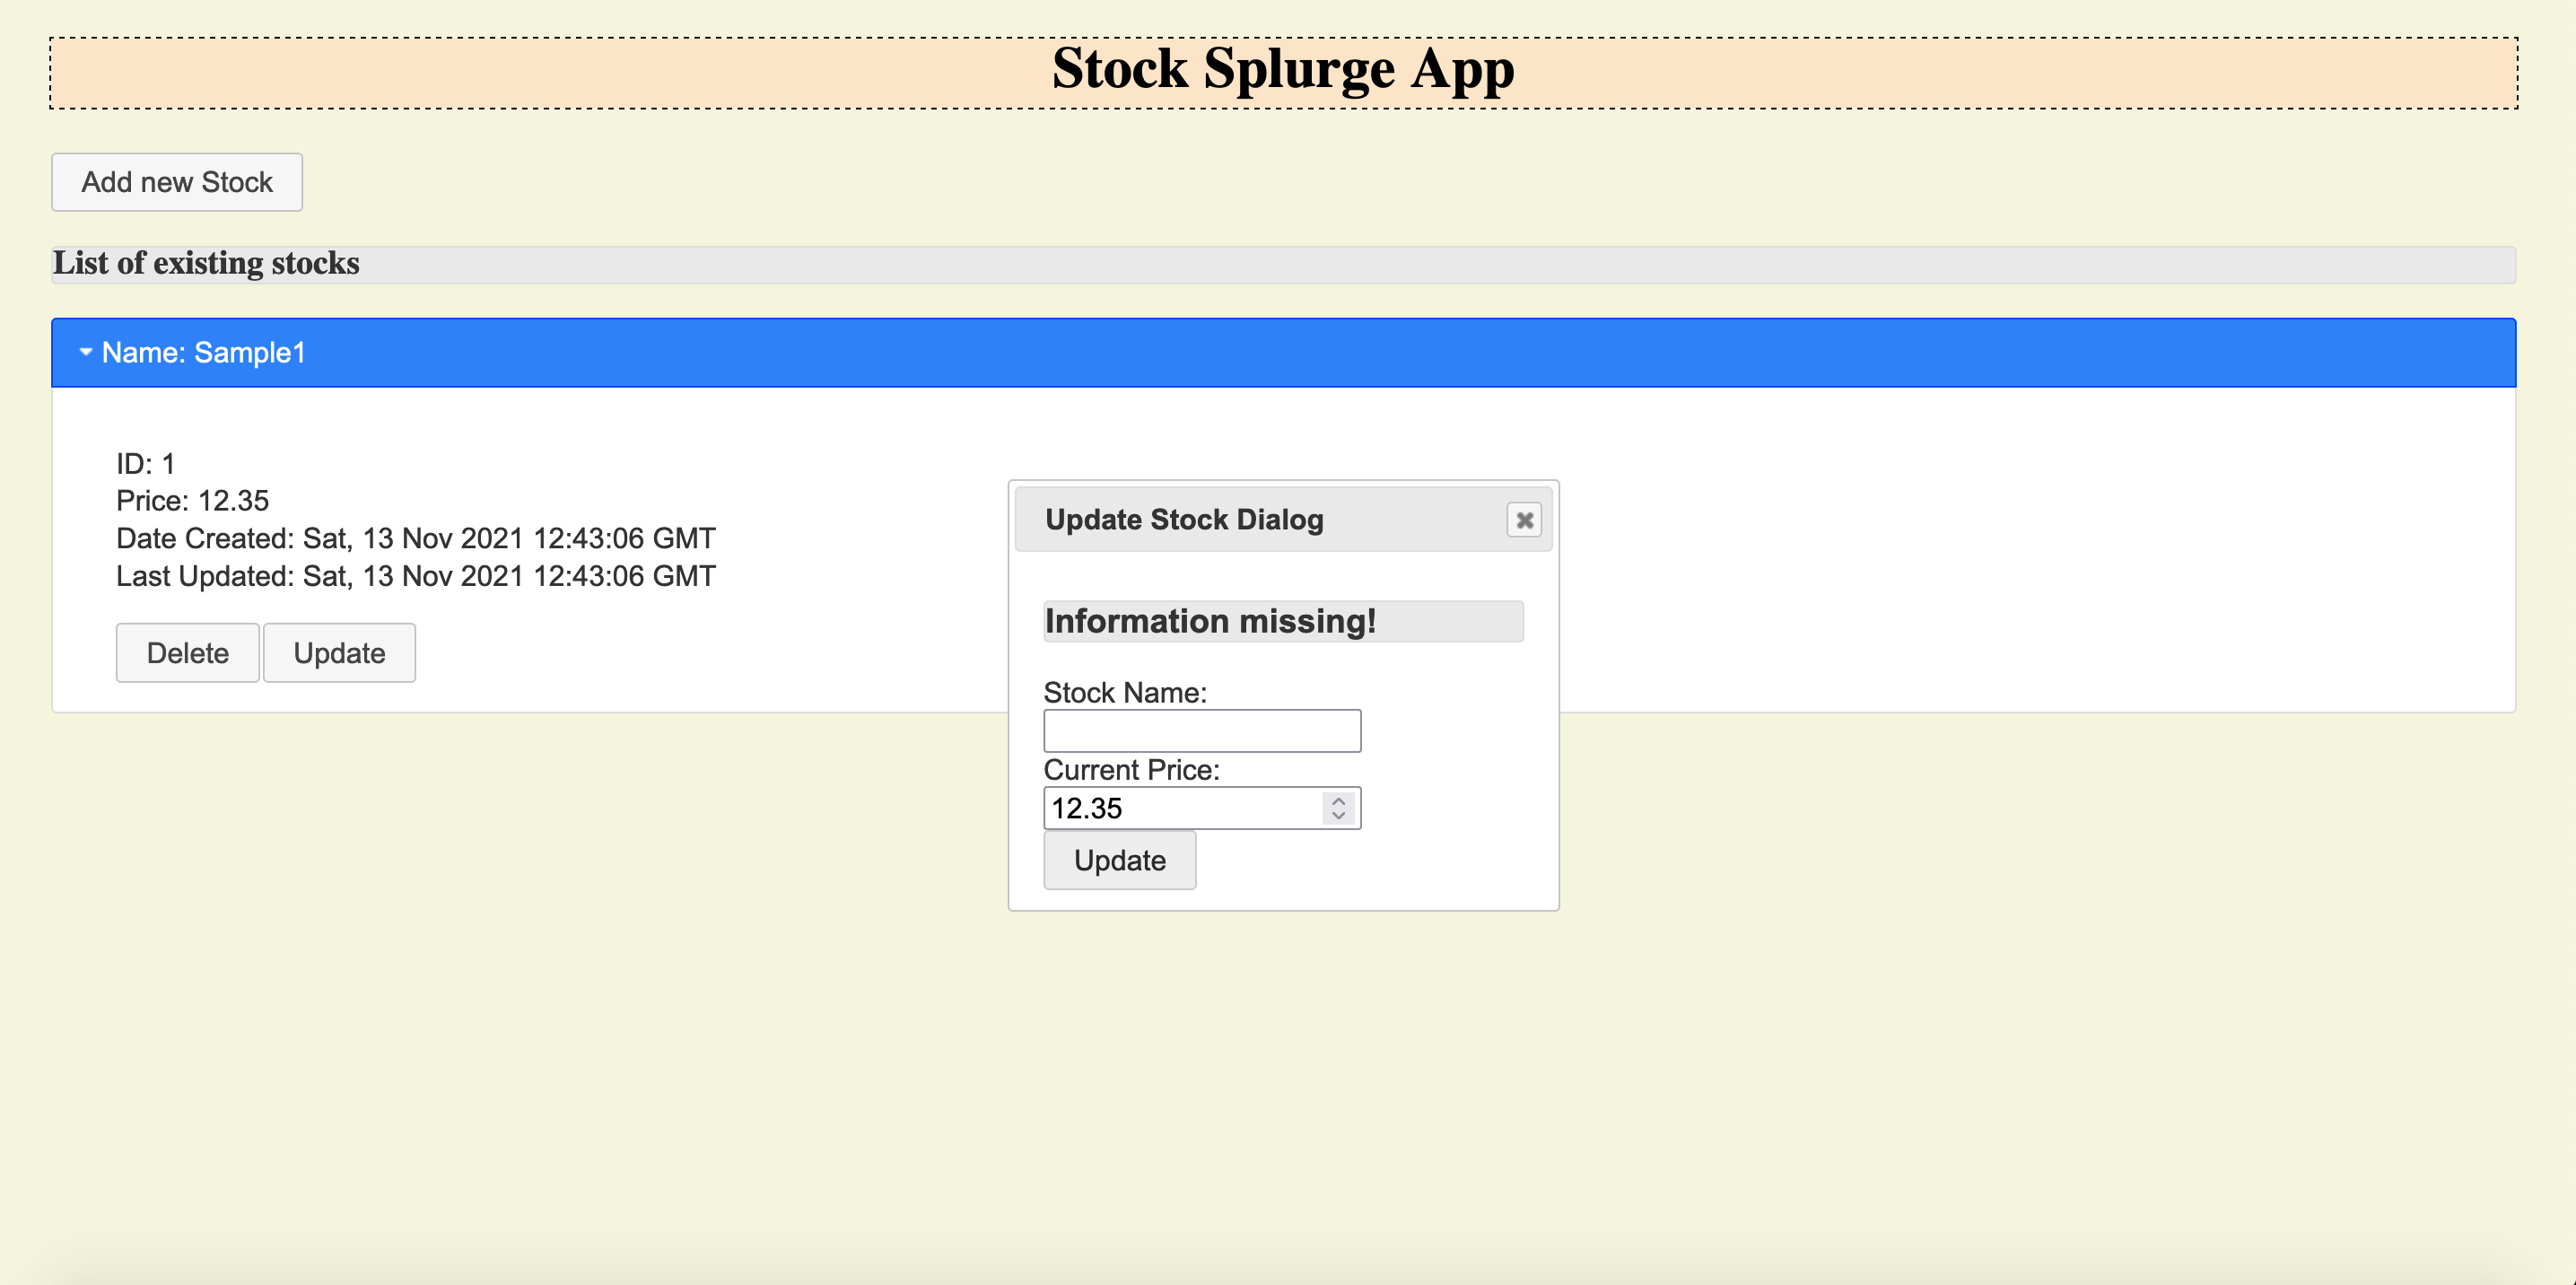 Stock Splurge App
Add new Stock
List of existing stocks
Name: Sample1
ID: 1
Price: 12.35
Date Created: Sat, 13 Nov 2021 12:43:06 GMT
Last Updated: Sat, 13 Nov 2021 12:43:06 GMT
Delete Update
Update Stock Dialog
Information missing!
Stock Name:
Current Price:
12.35
Update